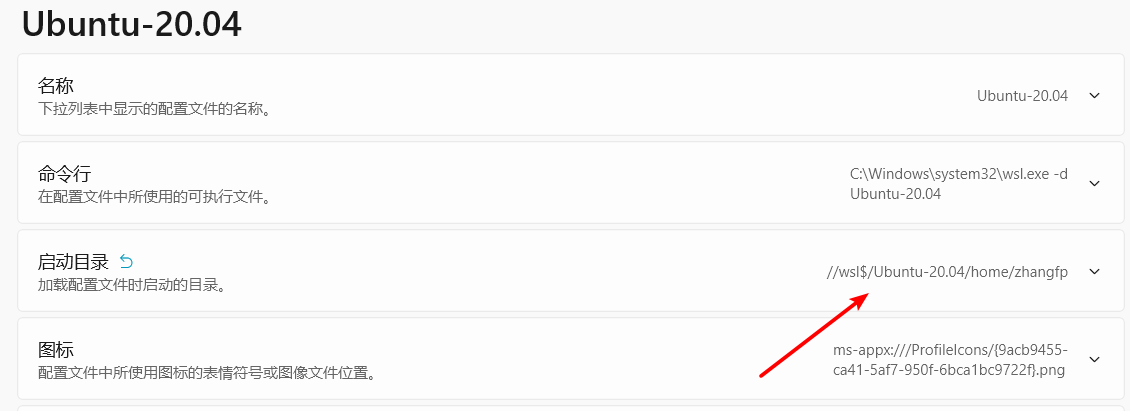 Ubuntu-20.04
名称
下拉列表中显示的配置文件的名称。
Ubuntu-20.04
命令行
在配置文件中所使用的可执行文件。
C:\Windows\system32\wsl.exe -d
Ubuntu-20.04
启动目录
加载配置文件时启动的目录。
//wsl$/Ubuntu-20.04/home/zhangfp
图标
配置文件中所使用图标的表情符号或图像文件位置。
ms-appx:///ProfileIcons/{9acb9455-
ca41-5af7-950f-6bca1bc9722f}.png